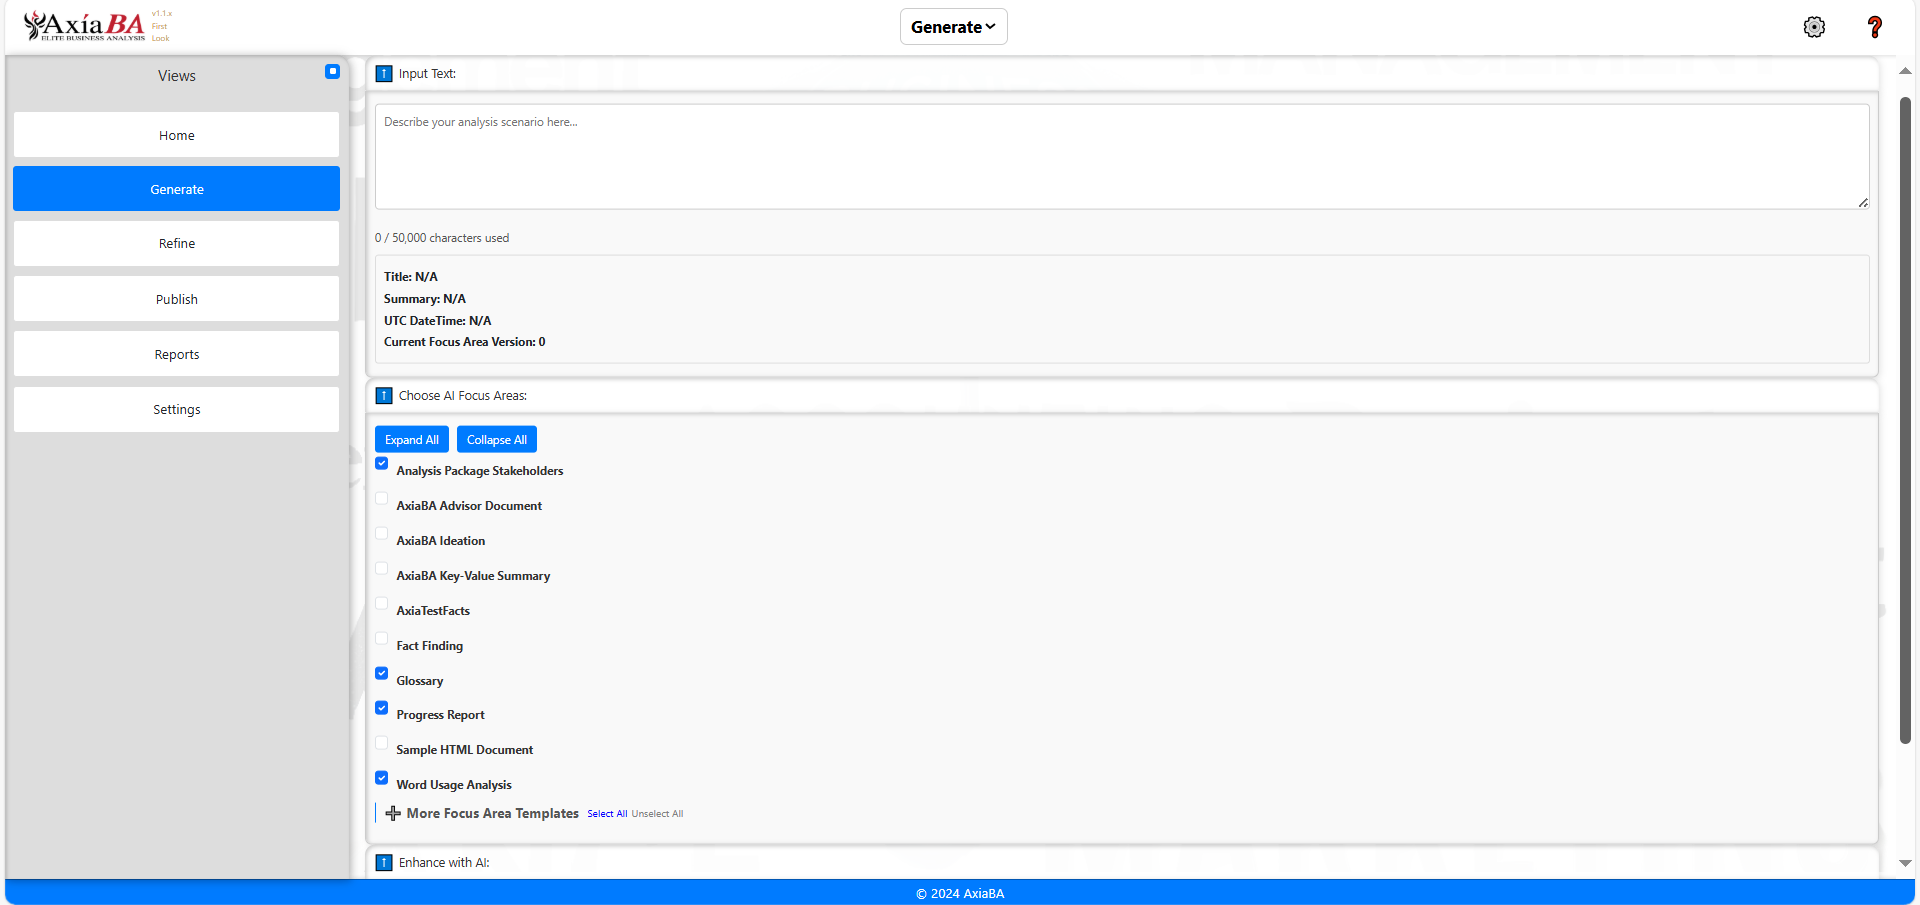 AxíaBA
ELITE BUSINESS ANALYSIS
v1.1.x
First
Look
Generate
Views
Home
Generate
Refine
Publish
Reports
Settings
Input Text:
Describe your analysis scenario here...
0 / 50,000 characters used
Title: N/A
Summary: N/A
UTC DateTime: N/A
Current Focus Area Version: 0
Choose AI Focus Areas:
Expand All Collapse All
Analysis Package Stakeholders
AxiaBA Advisor Document
AxiaBA Ideation
AxiaBA Key-Value Summary
AxiaTestFacts
Fact Finding
Glossary
Progress Report
Sample HTML Document
Word Usage Analysis
More Focus Area Templates Select All Unselect All
Enhance with AI:
© 2024 AxiaBA